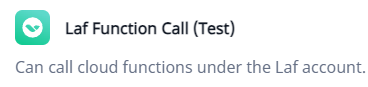 Laf Function Call (Test)
Can call cloud functions under the Laf account.